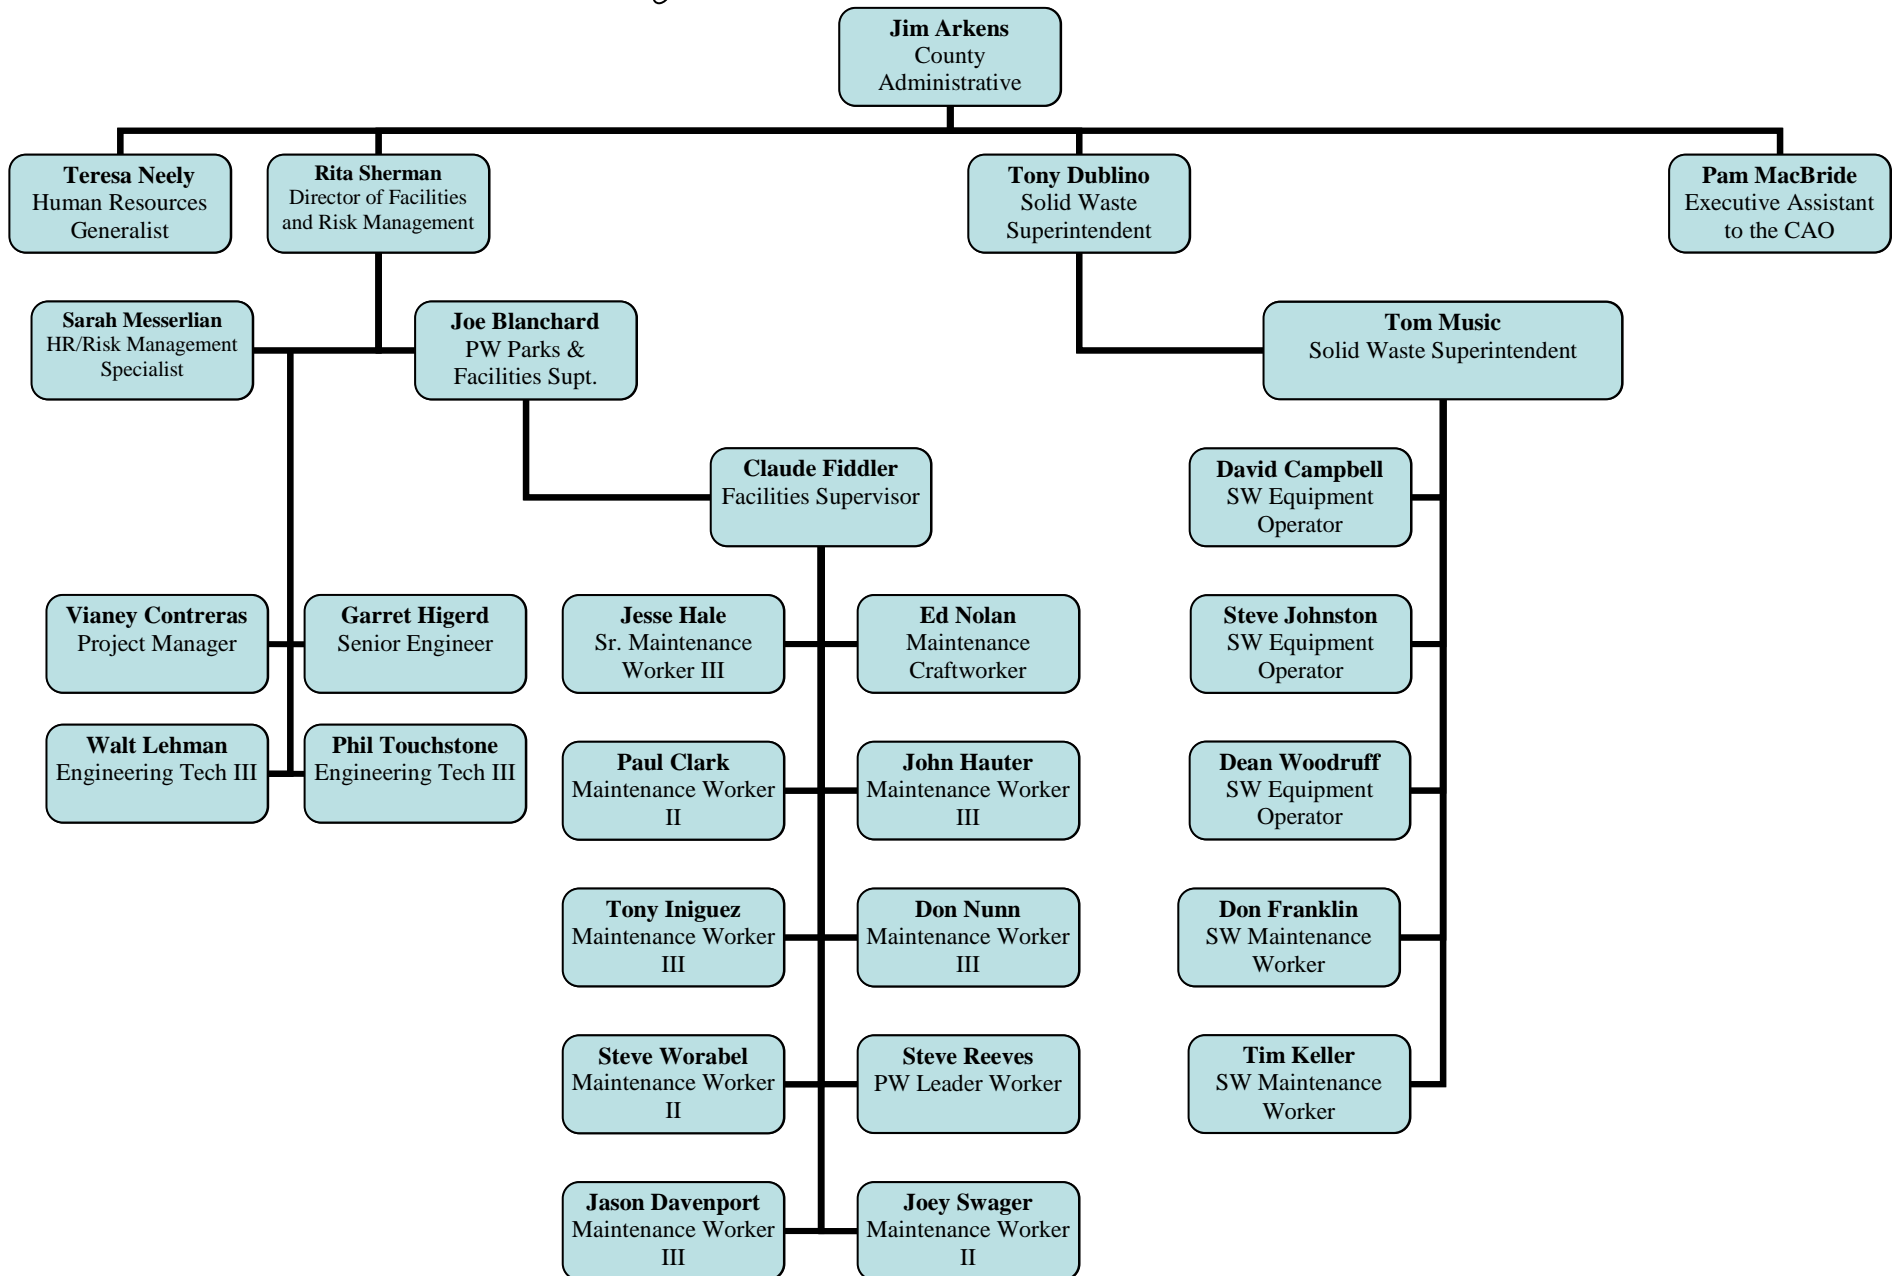 Jim Arkens
County
Administrative
Teresa Neely
Human Resources
Generalist
Rita Sherman
Director of Facilities
and Risk Management
Tony Dublino
Solid Waste
Superintendent
Pam MacBride
Executive Assistant
to the CAO
Sarah Messerlian
HR/Risk Management
Specialist
Joe Blanchard
PW Parks &
Facilities Supt.
Tom Music
Solid Waste Superintendent
Claude Fiddler
Facilities Supervisor
David Campbell
SW Equipment
Operator
Vianey Contreras
Project Manager
Garret Higerd
Senior Engineer
Jesse Hale
Sr. Maintenance
Worker III
Ed Nolan
Maintenance
Craftworker
Steve Johnston
SW Equipment
Operator
Walt Lehman
Engineering Tech III
Phil Touchstone
Engineering Tech III
Paul Clark
Maintenance Worker
II
John Hauter
Maintenance Worker
III
Dean Woodruff
SW Equipment
Operator
Tony Iniguez
Maintenance Worker
III
Don Nunn
Maintenance Worker
III
Don Franklin
SW Maintenance
Worker
Steve Worabel
Maintenance Worker
II
Steve Reeves
PW Leader Worker
Tim Keller
SW Maintenance
Worker
Jason Davenport
Maintenance Worker
III
Joey Swager
Maintenance Worker
II